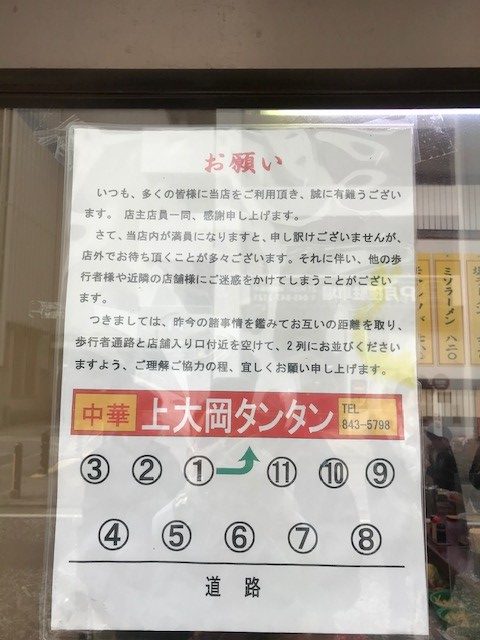 お願い
いつも、多くの皆様に当店をご利用頂き、誠に有難うござい
ます。店主店員一同、感謝申し上げます。
さて、当店内が満員になりますと、申し訳けございませんが、
店外でお待ち頂くことが多々ございます。それに伴い、他の歩
行者様や近隣の店舗様にご迷惑をかけてしまうことがござい
ます。
つきましては、昨今の諸事情を鑑みてお互いの距離を取り、
歩行者通路と店舗入り口付近を空けて、2列にお並びください
ますよう、ご理解ご協力の程、宜しくお願い申し上げます。
中華 上大岡タンタン TEL
843-5798
③ ② ① ⑪ ⑩ ⑨
④ ⑤ ⑥ ⑦ ⑧
道路
ミソラーメン 八二〇